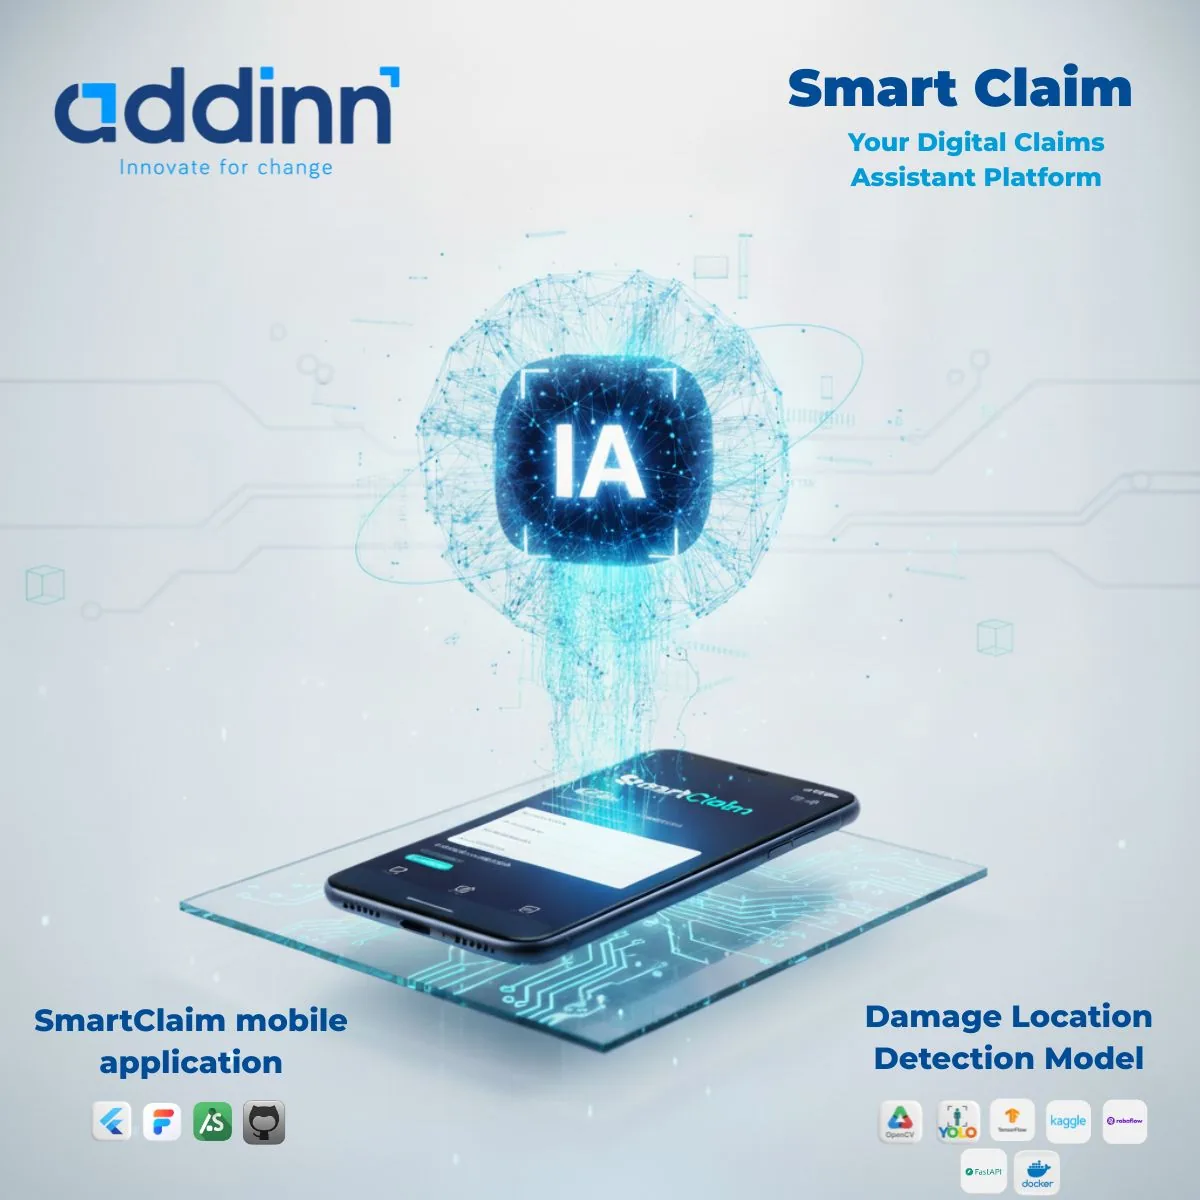 addinn
Innovate for change
Smart Claim
Your Digital Claims
Assistant Platform
IA
SmartClaim
SmartClaim mobile
application
Damage Location
Detection Model
OpenCV
YOLO
TensorFlow
kaggle
roboflow
FastAPI
docker